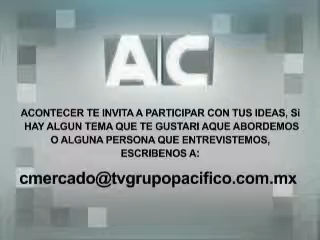 AC
ACONTECER TE INVITA A PARTICIPAR CON TUS IDEAS, Si
HAY ALGUN TEMA QUE TE GUSTARI AQUE ABORDEMOS
O ALGUNA PERSONA QUE ENTREVISTEMOS,
ESCRIBENOS A:
cmercado@tvgrupopacifico.com.mx